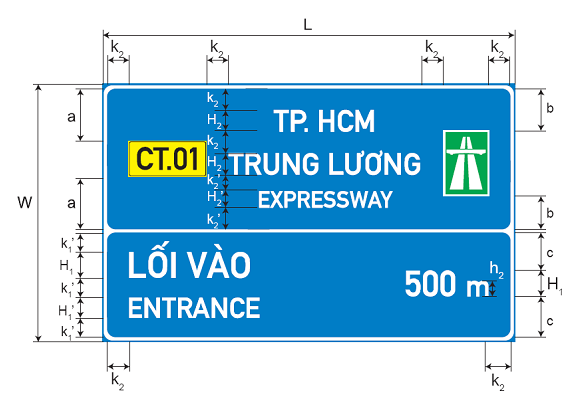 L
k2 k2 k2 k2
a
k2
H2
k2
H2
k2'
H2'
k2'
TP. HCM
CT.01 TRUNG LƯƠNG
EXPRESSWAY
b
W
a
b
k1'
H1
k1'
H1'
k1'
LỐI VÀO
ENTRANCE
500 m
h2
c
H1
c
k2 k2